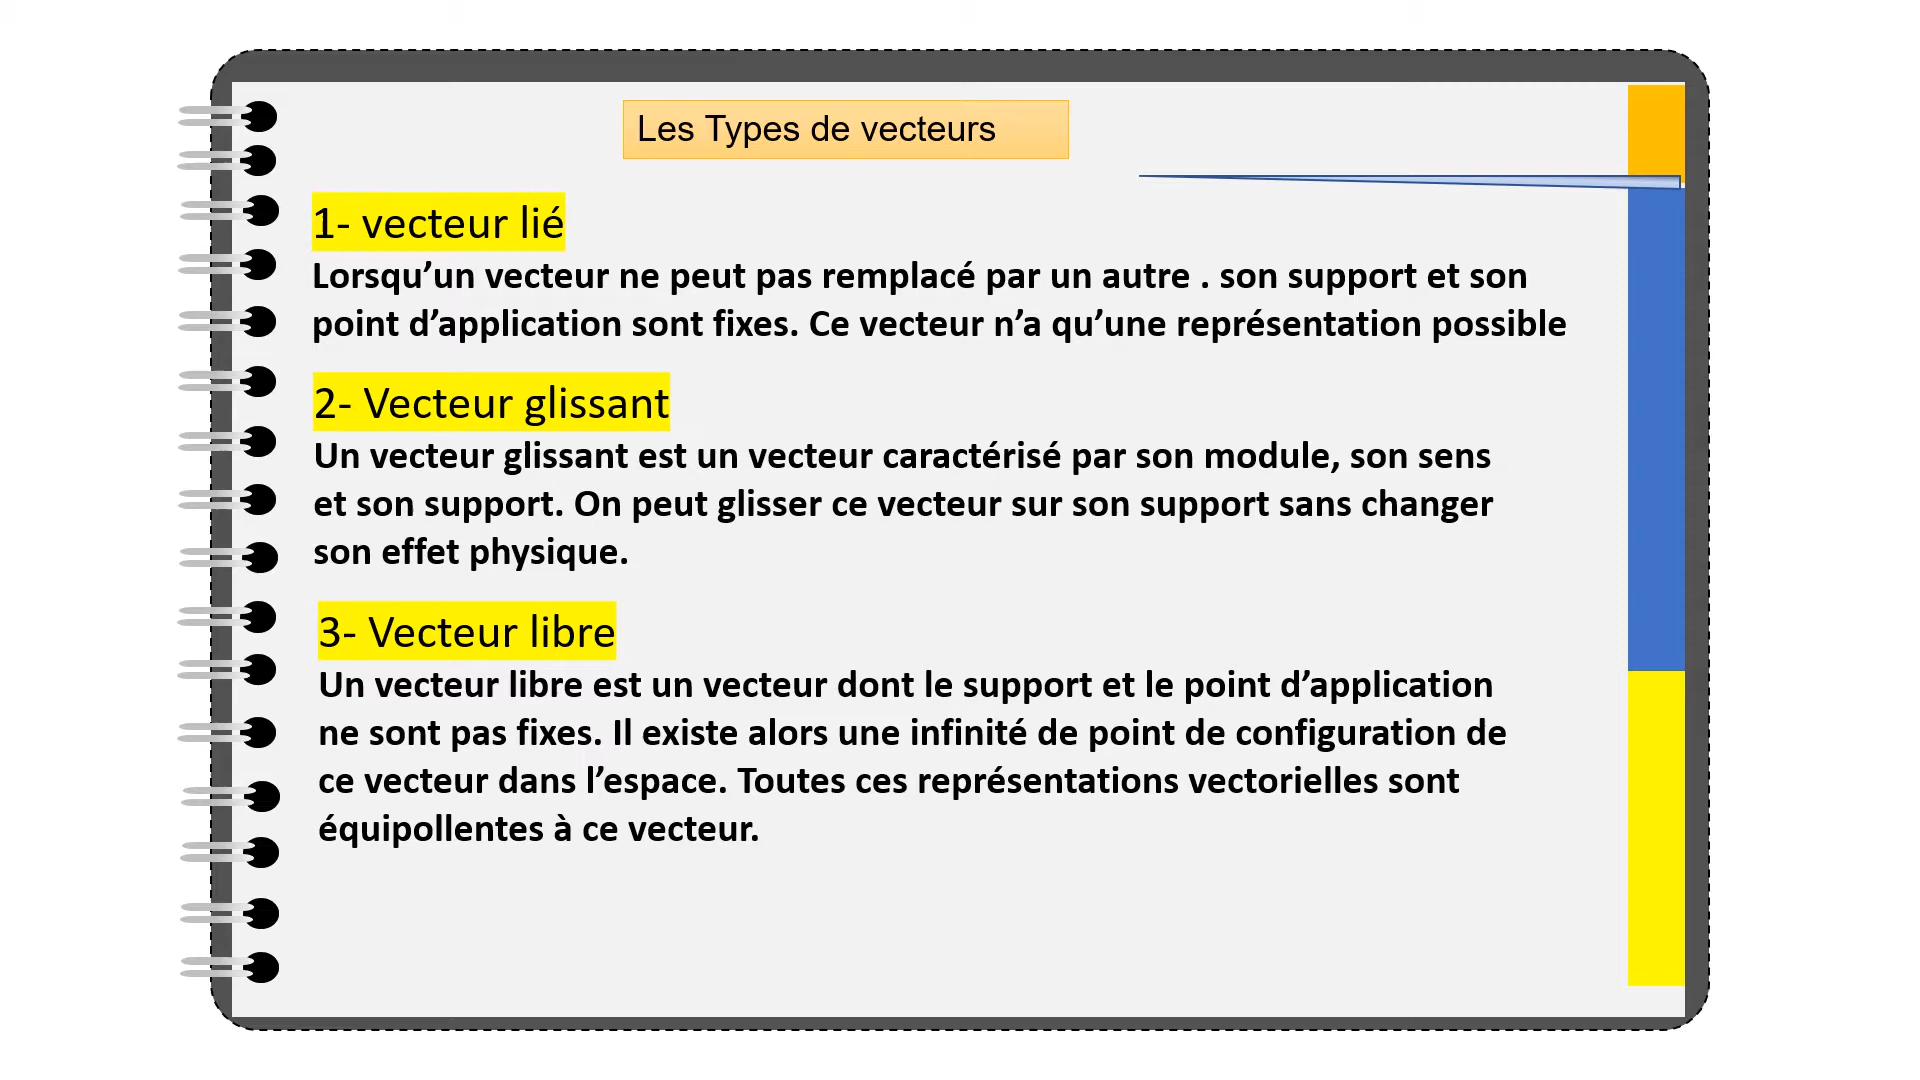 Les Types de vecteurs
1- vecteur lié
Lorsqu’un vecteur ne peut pas remplacé par un autre . son support et son
point d’application sont fixes. Ce vecteur n’a qu’une représentation possible
2- Vecteur glissant
Un vecteur glissant est un vecteur caractérisé par son module, son sens
et son support. On peut glisser ce vecteur sur son support sans changer
son effet physique.
3- Vecteur libre
Un vecteur libre est un vecteur dont le support et le point d’application
ne sont pas fixes. Il existe alors une infinité de point de configuration de
ce vecteur dans l’espace. Toutes ces représentations vectorielles sont
équipollentes à ce vecteur.